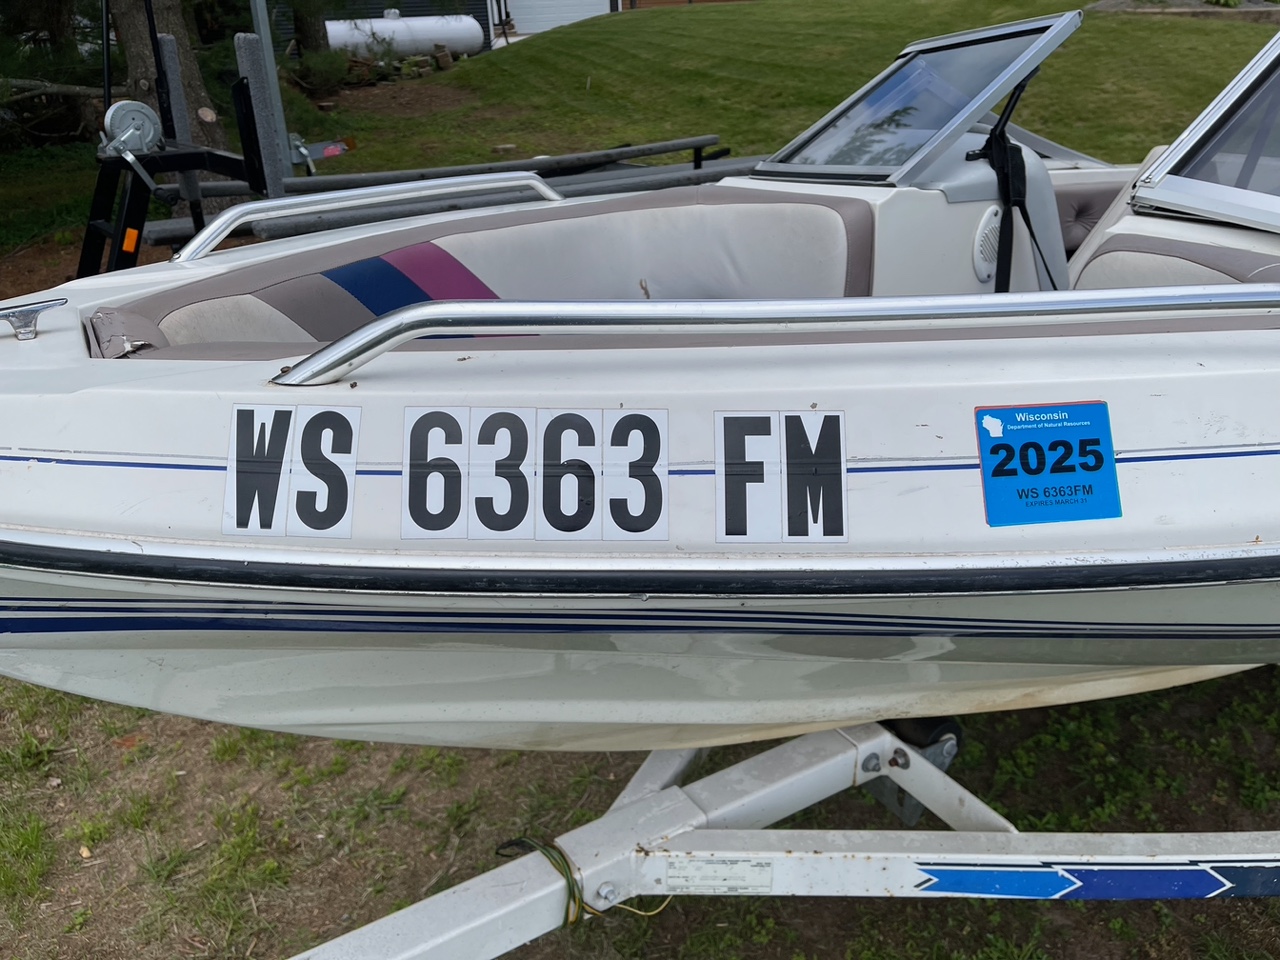 WS 6363 FM
Wisconsin
Department of Natural Resources
2025
WS 6363FM
EXPIRES MARCH 31